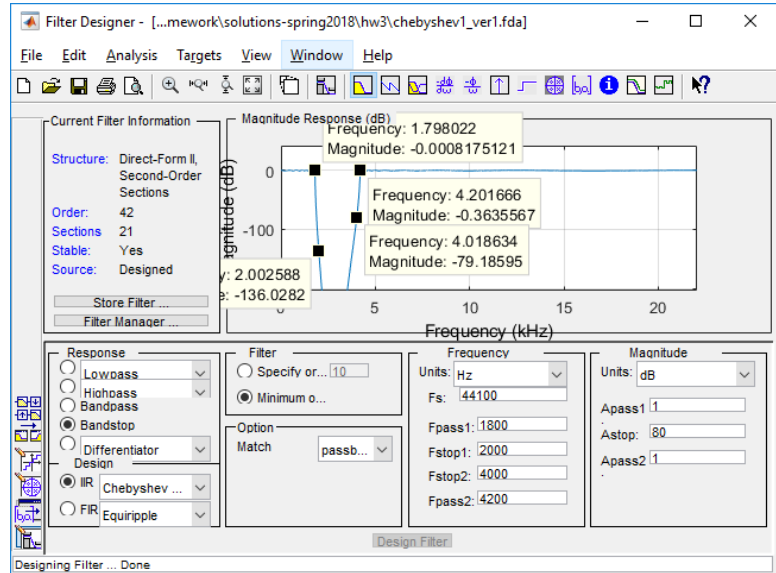 Filter Designer - [...mework\solutions-spring2018\hw3\chebyshev1_ver1.fda]
File Edit Analysis Targets View Window Help
Current Filter Information
Structure: Direct-Form II,
Second-Order
Sections
Order: 42
Sections 21
Stable: Yes
Source: Designed
Store Filter ...
Filter Manager ...
Magnitude Response (dB)
Frequency: 1.798022
Magnitude: -0.0008175121
Frequency: 4.201666
Magnitude: -0.3635567
Frequency: 4.018634
Magnitude: -79.18595
y: 2.002588
e: -136.0282
agnitude (dB)
0
-100
0 5 10 15 20
Frequency (kHz)
Response
Lowpass
Highpass
Bandpass
Bandstop
Differentiator
Design
IIR Chebyshev ...
FIR Equiripple
Filter
Specify or... 10
Minimum o...
Option
Match passb...
Frequency
Units: Hz
Fs: 44100
Fpass1: 1800
Fstop1: 2000
Fstop2: 4000
Fpass2: 4200
Magnitude
Units: dB
Apass1 1
Astop: 80
Apass2 1
Design Filter
Designing Filter ... Done